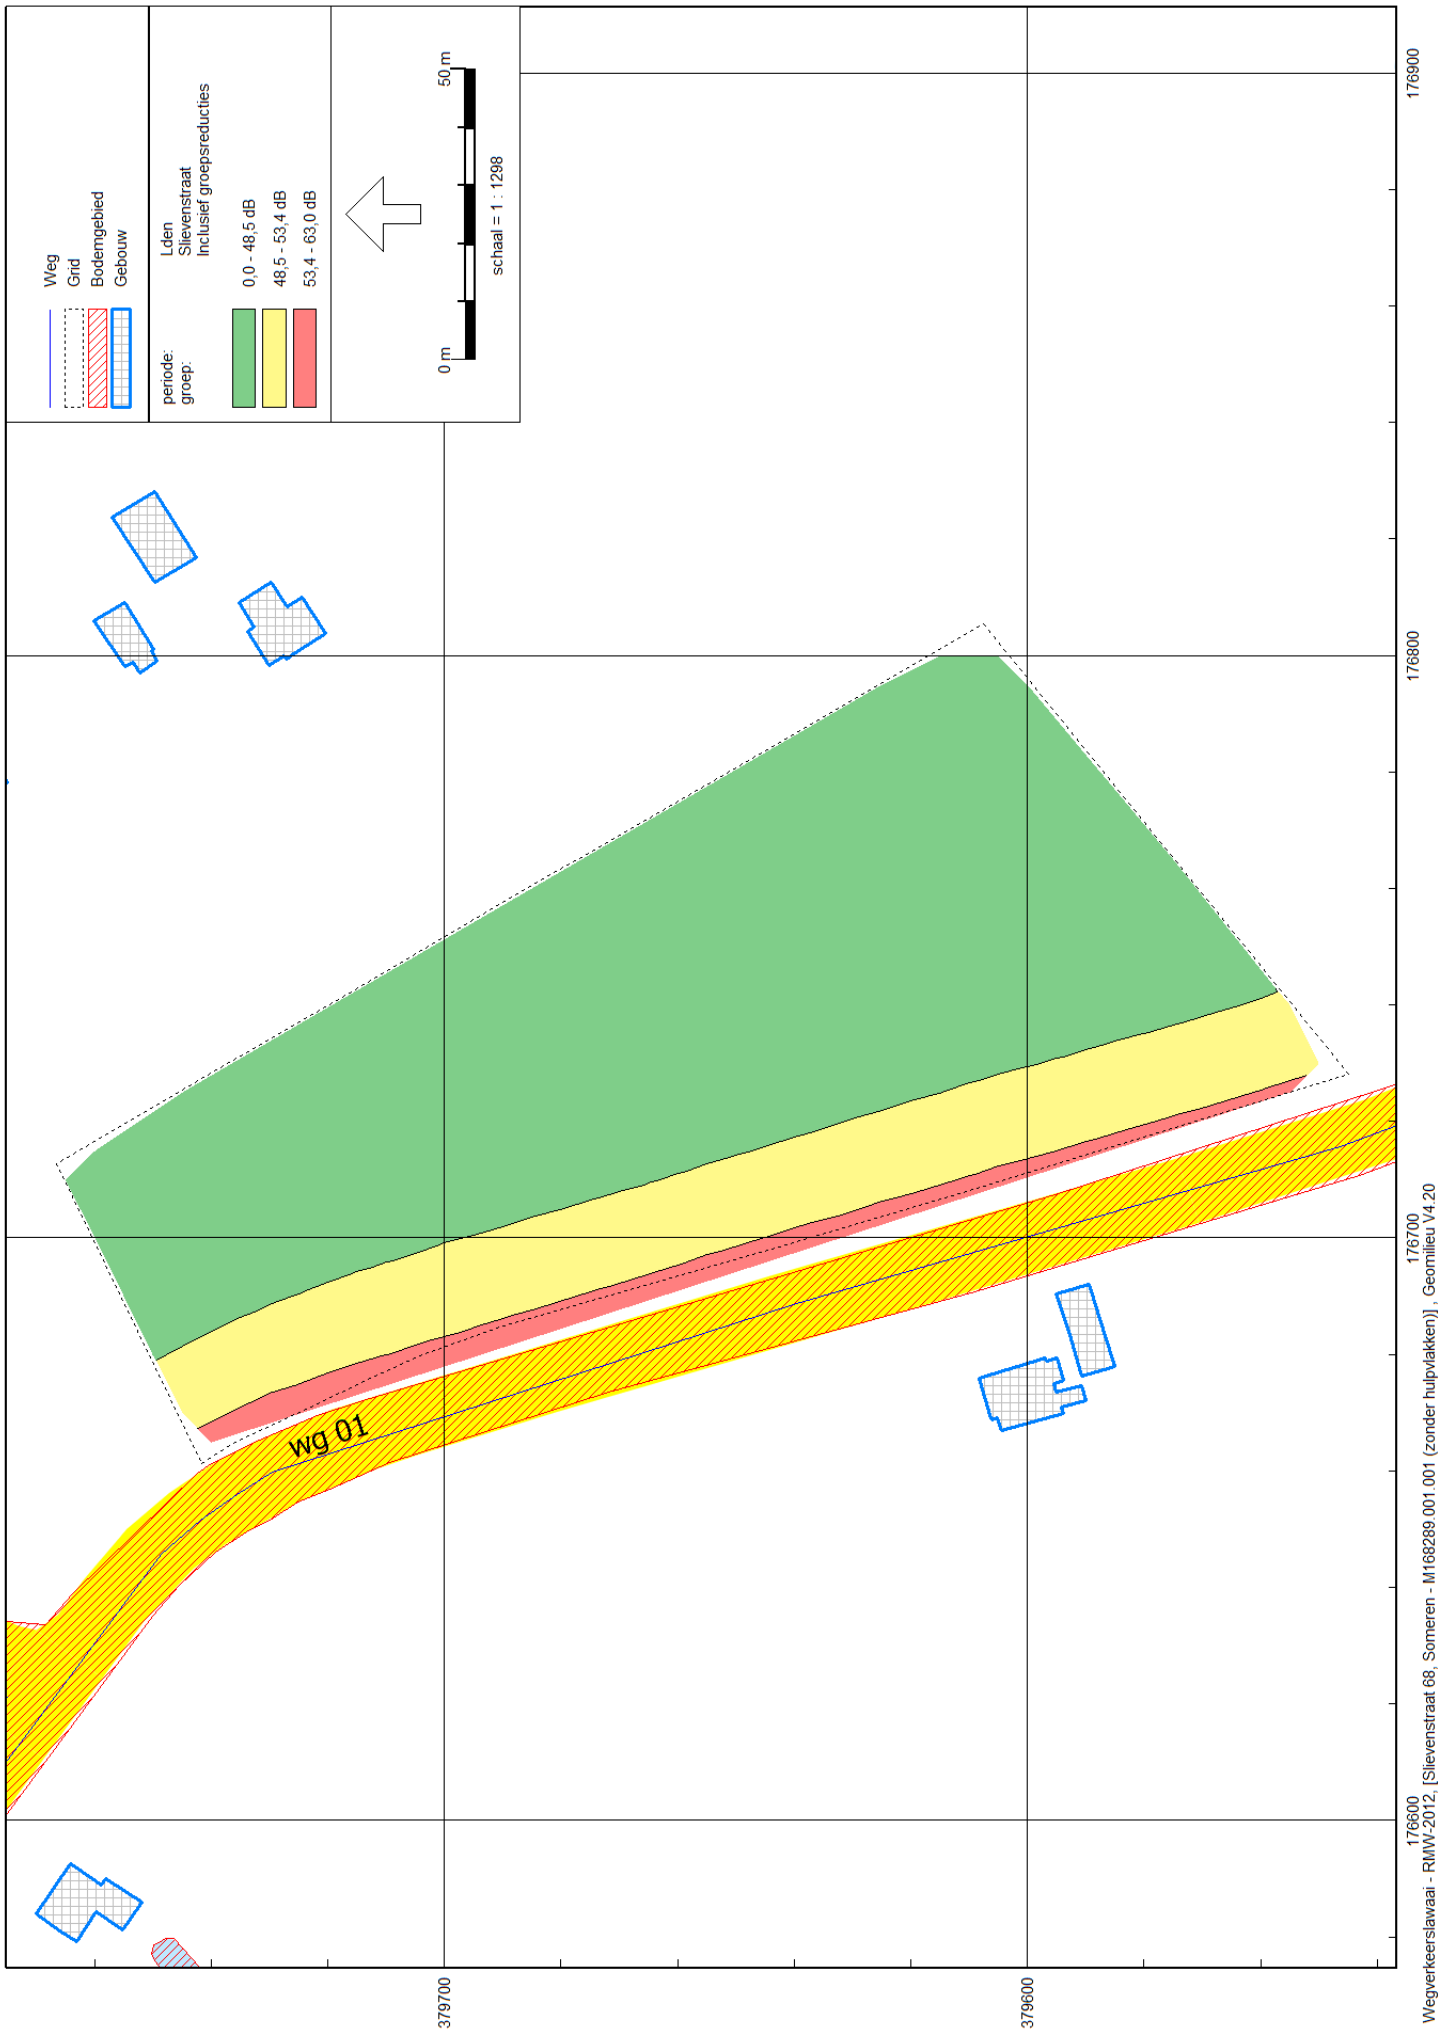 Weg
Grid
Bodemgebied
Gebouw
periode: Lden
groep: Slievenstraat
Inclusief groepsreducties
0,0 - 48,5 dB
48,5 - 53,4 dB
53,4 - 63,0 dB
0 m 50 m
schaal = 1 : 1298
wg 01
379700
379600
176600 176700 176800 176900
Wegverkeerslawaai - RMW-2012, [Slievenstraat 68, Someren - M168289.001.001 (zonder hulpvlakken)] , Geomilieu V4.20